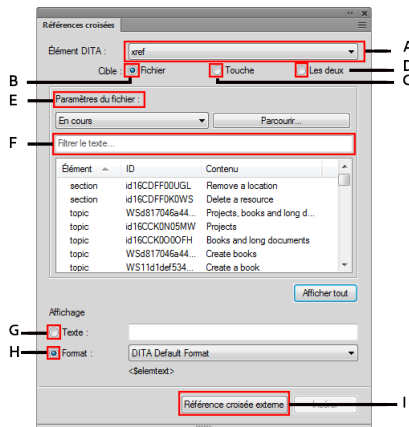 Références croisées
Élément DITA : xref A
Cible : Fichier Touche Les deux D
B C
E Paramètres du fichier :
En cours Parcourir...
F Filtrer le texte...
Élément ID Contenu
section id16CDFF00UGL Remove a location
section id16CDFF0K0WS Delete a resource
topic WSd817046a44... Projects, books and long d...
topic id16CCK0N05MW Projects
topic id16CCK0O0OFH Books and long documents
topic WSd817046a44... Create books
topic WS11d1def534... Create a book
Afficher tout
Affichage
G Texte :
H Format : DITA Default Format
<$elemtext>
Référence croisée externe Insérer I